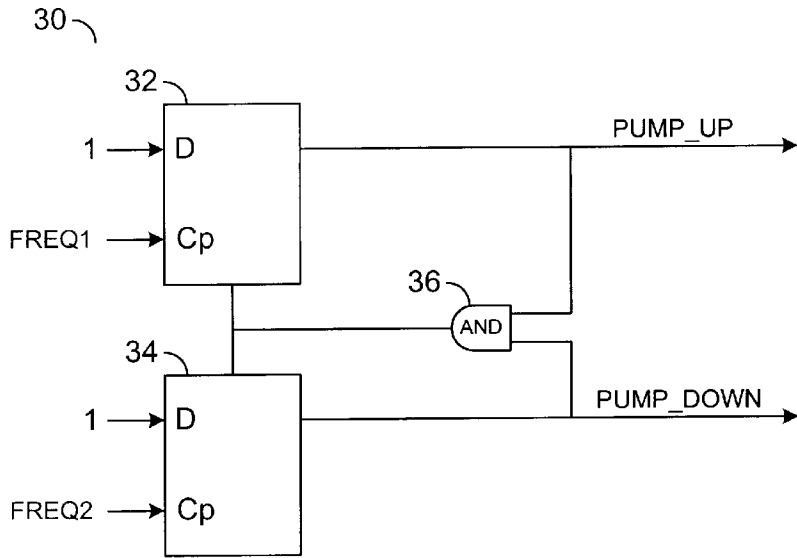 30
32
1
D
PUMP_UP
FREQ1
Cp
36
AND
34
1
D
PUMP_DOWN
FREQ2
Cp